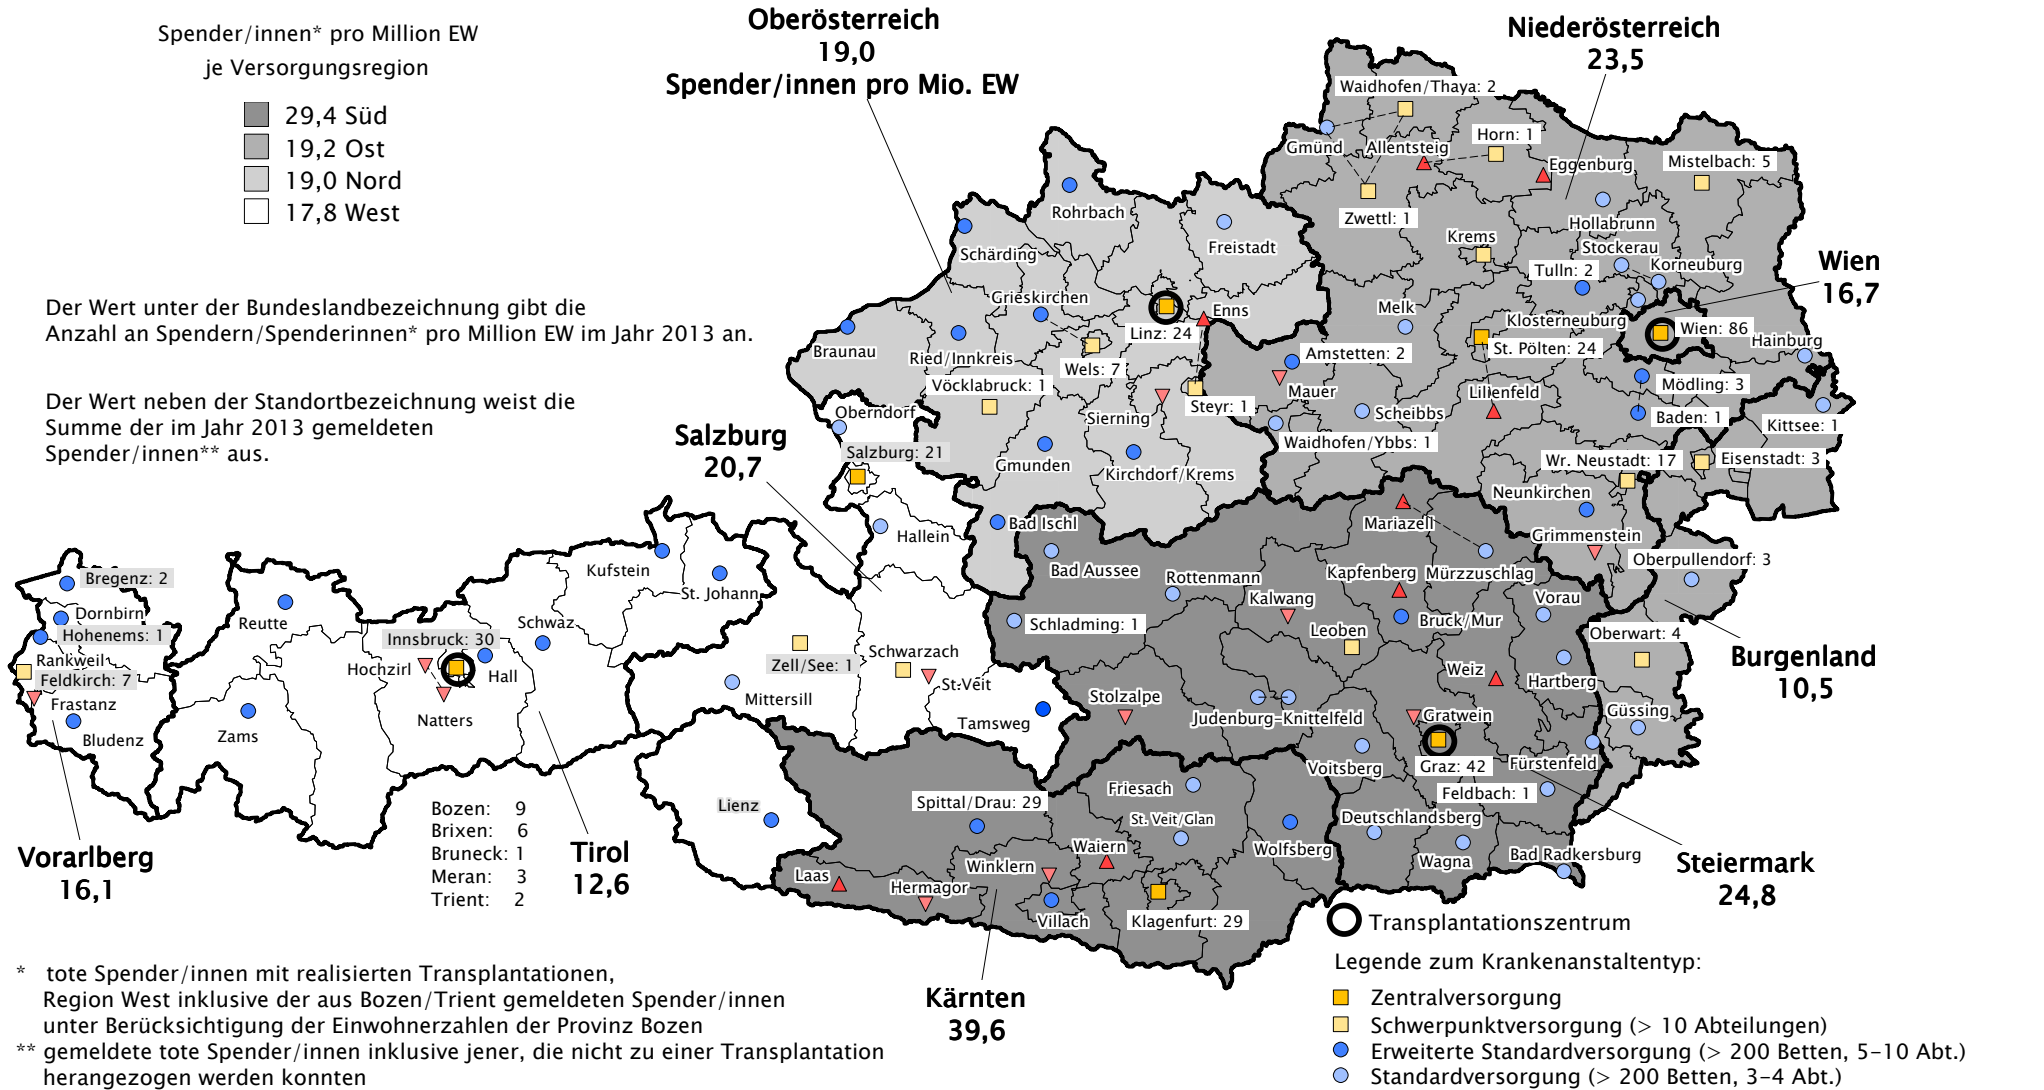 Spender/innen* pro Million EW
je Versorgungsregion
29,4 Süd
19,2 Ost
19,0 Nord
17,8 West
Der Wert unter der Bundeslandbezeichnung gibt die
Anzahl an Spendern/Spenderinnen* pro Million EW im Jahr 2013 an.
Der Wert neben der Standortbezeichnung weist die
Summe der im Jahr 2013 gemeldeten
Spender/innen** aus.
Oberösterreich
19,0
Spender/innen pro Mio. EW
Niederösterreich
23,5
Wien
16,7
Salzburg
20,7
Burgenland
10,5
Steiermark
24,8
Kärnten
39,6
Tirol
12,6
Vorarlberg
16,1
Waidhofen/Thaya: 2
Gmünd
Allentsteig
Horn: 1
Eggenburg
Mistelbach: 5
Zwettl: 1
Hollabrunn
Krems
Stockerau
Tulln: 2
Korneuburg
Melk
Klosterneuburg
Wien: 86
St. Pölten: 24
Hainburg
Amstetten: 2
Mauer
Mödling: 3
Lilienfeld
Scheibbs
Baden: 1
Kittsee: 1
Waidhofen/Ybbs: 1
Wr. Neustadt: 17
Eisenstadt: 3
Neunkirchen
Grimmenstein
Oberpullendorf: 3
Oberwart: 4
Güssing
Rohrbach
Freistadt
Schärding
Grieskirchen
Enns
Linz: 24
Braunau
Ried/Innkreis
Wels: 7
Vöcklabruck: 1
Steyr: 1
Sierning
Gmunden
Kirchdorf/Krems
Bad Ischl
Oberndorf
Salzburg: 21
Hallein
Schwarzach
St-Veit
Zell/See: 1
Mittersill
Tamsweg
Mariazell
Bad Aussee
Rottenmann
Kapfenberg
Mürzzuschlag
Kalwang
Vorau
Schladming: 1
Leoben
Bruck/Mur
Weiz
Hartberg
Stolzalpe
Judenburg-Knittelfeld
Gratwein
Graz: 42
Fürstenfeld
Voitsberg
Feldbach: 1
Deutschlandsberg
Wagna
Bad Radkersburg
Friesach
Spittal/Drau: 29
St. Veit/Glan
Wolfsberg
Waiern
Winklern
Laas
Hermagor
Villach
Klagenfurt: 29
Lienz
Kufstein
St. Johann
Reutte
Schwaz
Innsbruck: 30
Hochzirl
Hall
Natters
Zams
Bregenz: 2
Dornbirn
Hohenems: 1
Rankweil
Feldkirch: 7
Frastanz
Bludenz
Bozen: 9
Brixen: 6
Bruneck: 1
Meran: 3
Trient: 2
* tote Spender/innen mit realisierten Transplantationen,
Region West inklusive der aus Bozen/Trient gemeldeten Spender/innen
unter Berücksichtigung der Einwohnerzahlen der Provinz Bozen
** gemeldete tote Spender/innen inklusive jener, die nicht zu einer Transplantation
herangezogen werden konnten
Transplantationszentrum
Legende zum Krankenanstaltentyp:
Zentralversorgung
Schwerpunktversorgung (> 10 Abteilungen)
Erweiterte Standardversorgung (> 200 Betten, 5-10 Abt.)
Standardversorgung (> 200 Betten, 3-4 Abt.)